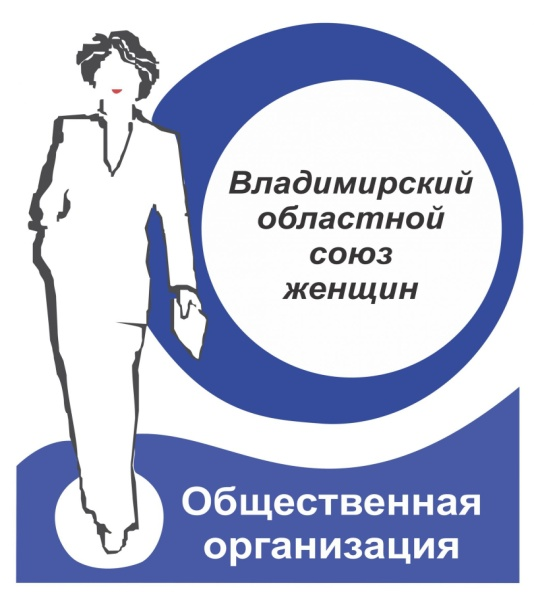 Владимирский
областной
союз
женщин
Общественная
организация